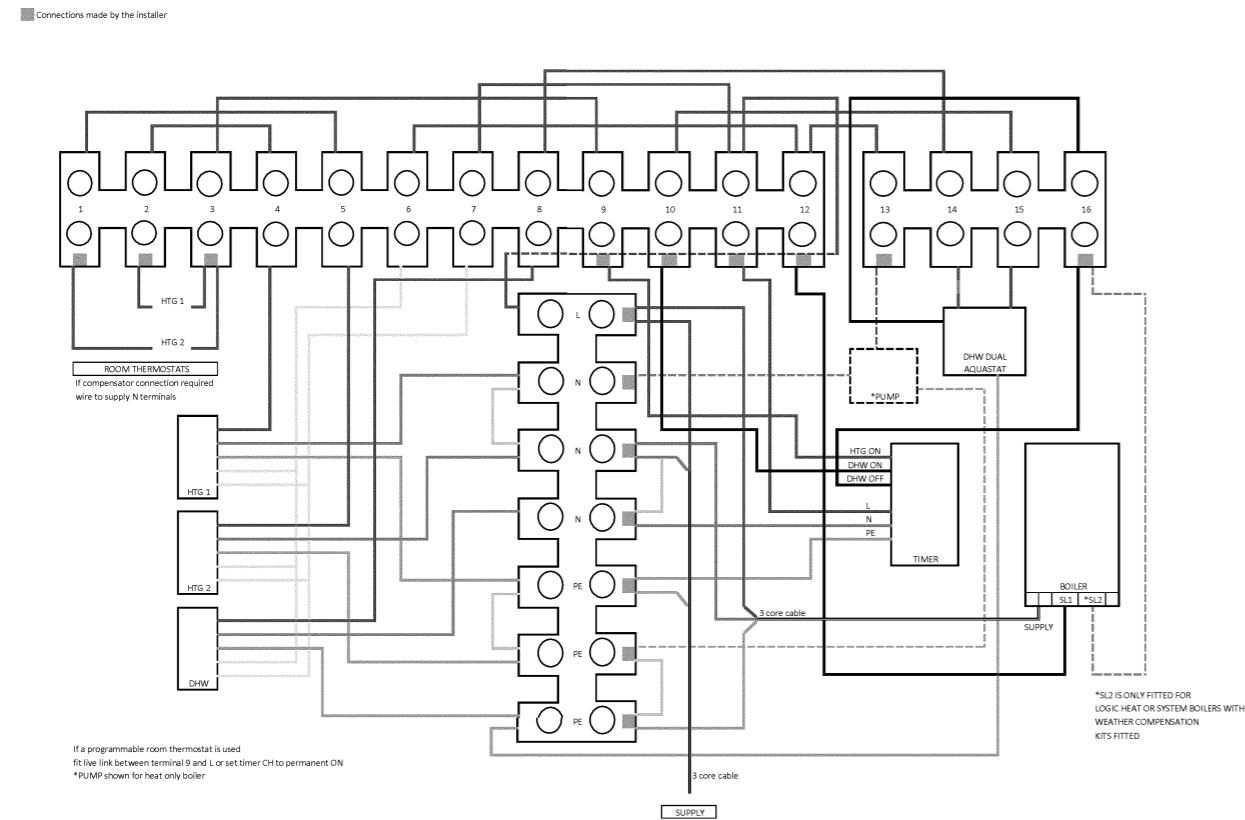 Connections made by the installer
1 2 3 4 5 6 7 8 9 10 11 12 13 14 15 16
HTG 1
HTG 2
ROOM THERMOSTATS
If compensator connection required
wire to supply N terminals
L
N
N
N
PE
PE
PE
HTG 1
HTG 2
DHW
DHW DUAL
AQUASTAT
*PUMP
HTG ON
DHW ON
DHW OFF
L
N
PE
TIMER
BOILER
SL1 *SL2
SUPPLY
3 core cable
*SL2 IS ONLY FITTED FOR
LOGIC HEAT OR SYSTEM BOILERS WITH
WEATHER COMPENSATION
KITS FITTED
If a programmable room thermostat is used
fit live link between terminal 9 and L or set timer CH to permanent ON
*PUMP shown for heat only boiler
3 core cable
SUPPLY